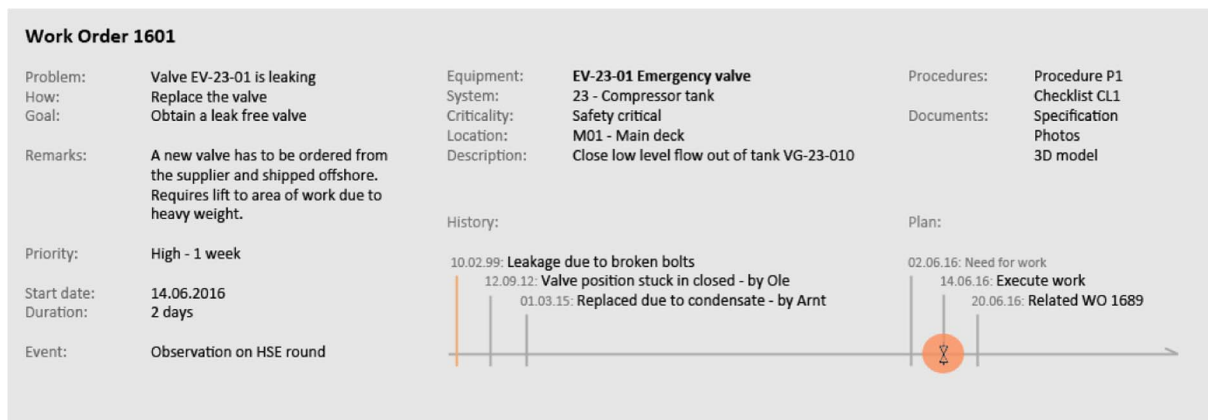 Work Order 1601
Problem: Valve EV-23-01 is leaking
How: Replace the valve
Goal: Obtain a leak free valve
Remarks: A new valve has to be ordered from
the supplier and shipped offshore.
Requires lift to area of work due to
heavy weight.
Priority: High - 1 week
Start date: 14.06.2016
Duration: 2 days
Event: Observation on HSE round
Equipment: EV-23-01 Emergency valve
System: 23 - Compressor tank
Criticality: Safety critical
Location: M01 - Main deck
Description: Close low level flow out of tank VG-23-010
Procedures: Procedure P1
Checklist CL1
Documents: Specification
Photos
3D model
History:
10.02.99: Leakage due to broken bolts
12.09.12: Valve position stuck in closed - by Ole
01.03.15: Replaced due to condensate - by Arnt
Plan:
02.06.16: Need for work
14.06.16: Execute work
20.06.16: Related WO 1689